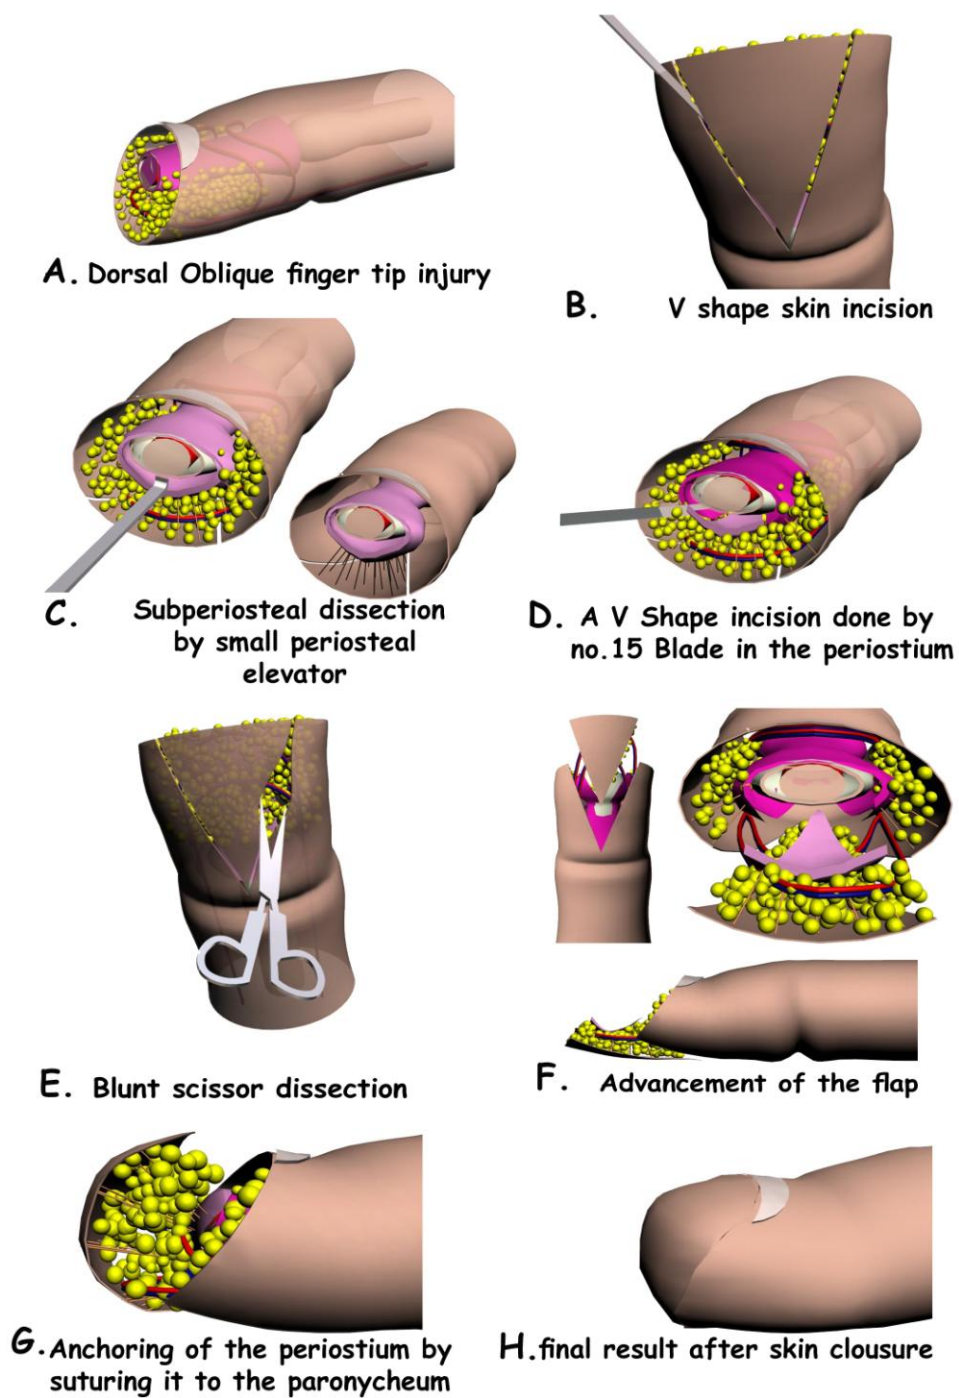 A. Dorsal Oblique finger tip injury
B. V shape skin incision
C. Subperiosteal dissection
by small periosteal
elevator
D. A V Shape incision done by
no.15 Blade in the periostium
E. Blunt scissor dissection
F. Advancement of the flap
G. Anchoring of the periostium by
suturing it to the paronycheum
H. final result after skin clousure